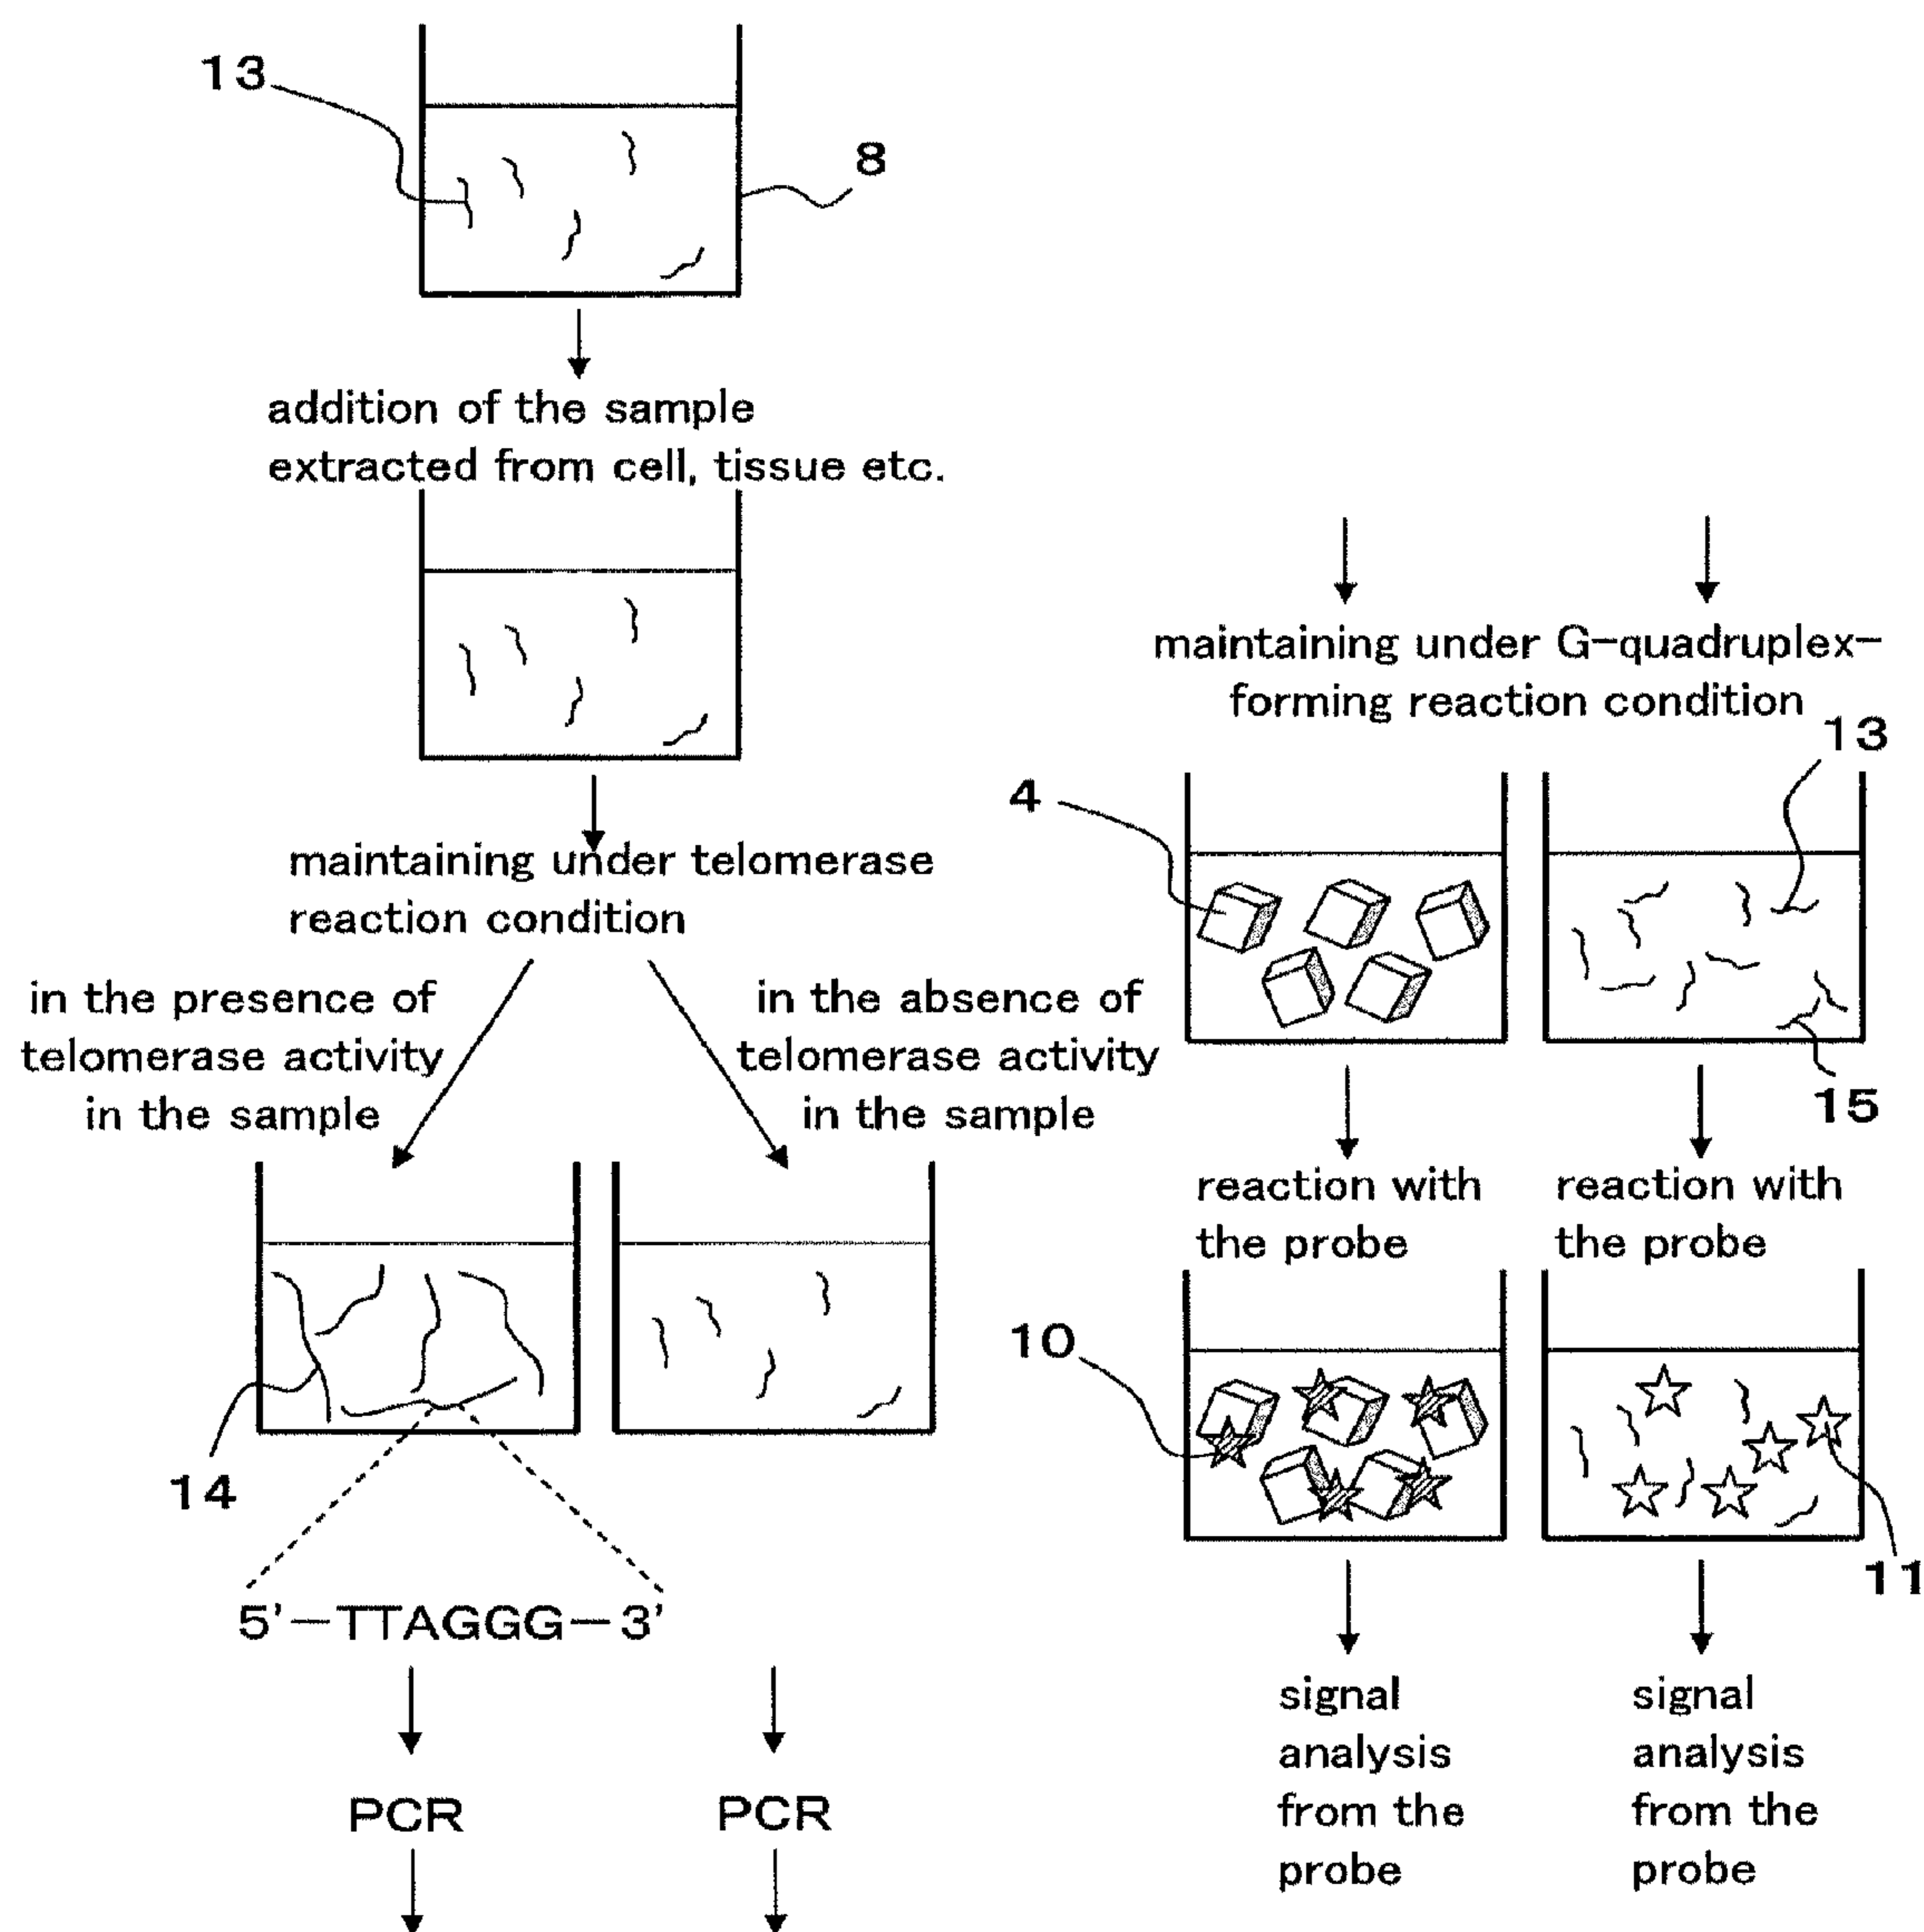 13
8
addition of the sample
extracted from cell, tissue etc.
maintaining under telomerase
reaction condition
in the presence of
telomerase activity
in the sample
in the absence of
telomerase activity
in the sample
14
5'−TTAGGG−3'
PCR
PCR
maintaining under G−quadruplex−
forming reaction condition
13
4
15
reaction with
the probe
reaction with
the probe
10
11
signal
analysis
from the
probe
signal
analysis
from the
probe